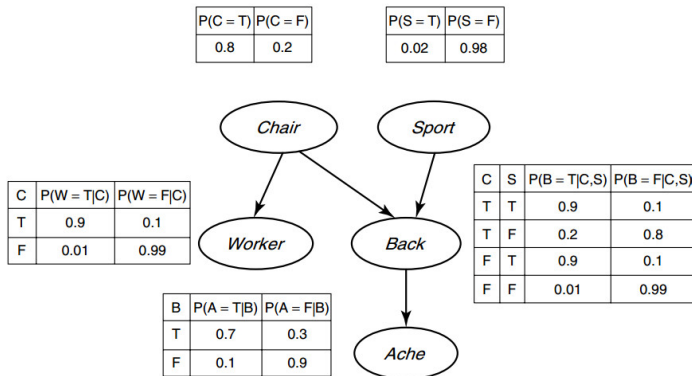 P(C = T) P(C = F)
0.8 0.2
P(S = T) P(S = F)
0.02 0.98
Chair
Sport
C P(W = T|C) P(W = F|C)
T 0.9 0.1
F 0.01 0.99
Worker
Back
C S P(B = T|C,S) P(B = F|C,S)
T T 0.9 0.1
T F 0.2 0.8
F T 0.9 0.1
F F 0.01 0.99
B P(A = T|B) P(A = F|B)
T 0.7 0.3
F 0.1 0.9
Ache